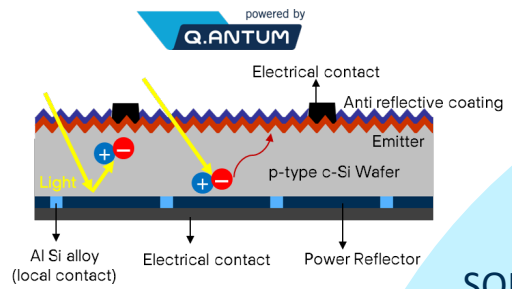 powered by
Q.ANTUM
Electrical contact
Anti reflective coating
Emitter
p-type c-Si Wafer
Light
Al Si alloy
(local contact)
Electrical contact
Power Reflector